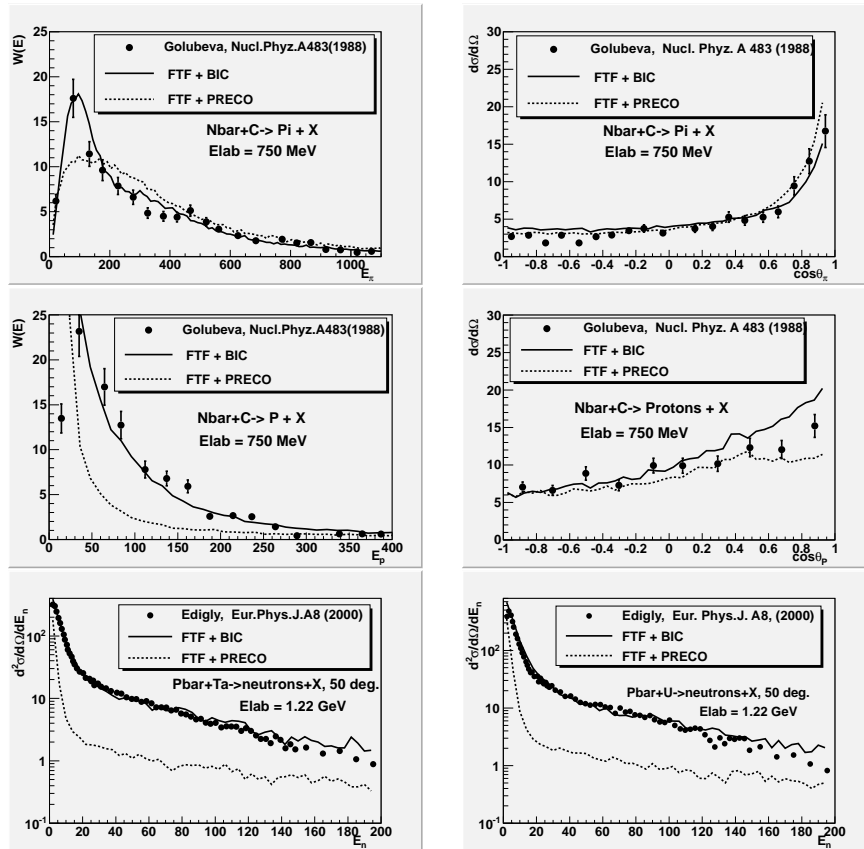 W(E)
25
20
15
10
5
0
Golubeva, Nucl.Phyz.A483(1988)
FTF + BIC
FTF + PRECO
Nbar+C-> Pi + X
Elab = 750 MeV
0 200 400 600 800 1000
E_π
dσ/dΩ
30
25
20
15
10
5
0
Golubeva, Nucl. Phyz. A 483 (1988)
FTF + BIC
FTF + PRECO
Nbar+C-> Pi + X
Elab = 750 MeV
-1 -0.8 -0.6 -0.4 -0.2 0 0.2 0.4 0.6 0.8 1
cosθ_π
W(E)
25
20
15
10
5
0
Golubeva, Nucl.Phyz.A483(1988)
FTF + BIC
FTF + PRECO
Nbar+C-> P + X
Elab = 750 MeV
0 50 100 150 200 250 300 350 400
E_p
dσ/dΩ
25
20
15
10
5
0
Golubeva, Nucl. Phyz. A 483 (1988)
FTF + BIC
FTF + PRECO
Nbar+C-> Protons + X
Elab = 750 MeV
-1 -0.8 -0.6 -0.4 -0.2 0 0.2 0.4 0.6 0.8 1
cosθ_P
d²σ/dΩ/dE_n
10²
10
1
10⁻¹
Edigly, Eur.Phys.J.A8 (2000)
FTF + BIC
FTF + PRECO
Pbar+Ta->neutrons+X, 50 deg.
Elab = 1.22 GeV
0 20 40 60 80 100 120 140 160 180 200
E_n
d²σ/dΩ/dE_n
10²
10
1
10⁻¹
Edigly, Eur. Phys.J. A8, (2000)
FTF + BIC
FTF + PRECO
Pbar+U->neutrons+X, 50 deg.
Elab = 1.22 GeV
0 20 40 60 80 100 120 140 160 180 200
E_n